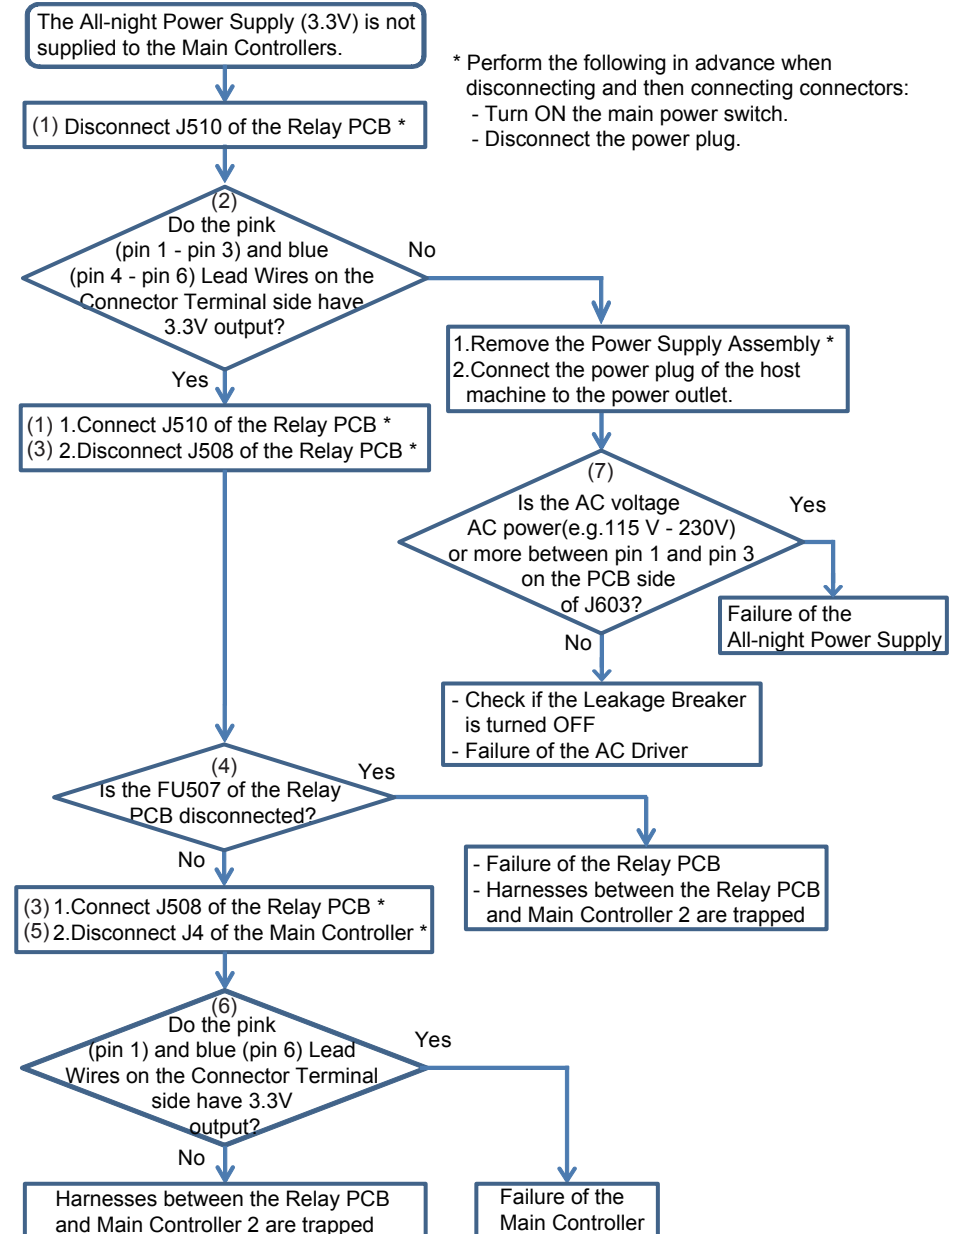 The All-night Power Supply (3.3V) is not
supplied to the Main Controllers.
* Perform the following in advance when
disconnecting and then connecting connectors:
- Turn ON the main power switch.
- Disconnect the power plug.
(1) Disconnect J510 of the Relay PCB *
(2)
Do the pink
(pin 1 - pin 3) and blue
(pin 4 - pin 6) Lead Wires on the
Connector Terminal side have
3.3V output?
No
Yes
1.Remove the Power Supply Assembly *
2.Connect the power plug of the host
machine to the power outlet.
(1) 1.Connect J510 of the Relay PCB *
(3) 2.Disconnect J508 of the Relay PCB *
(7)
Is the AC voltage
AC power(e.g.115 V - 230V)
or more between pin 1 and pin 3
on the PCB side
of J603?
Yes
No
Failure of the
All-night Power Supply
- Check if the Leakage Breaker
is turned OFF
- Failure of the AC Driver
(4)
Is the FU507 of the Relay
PCB disconnected?
Yes
No
- Failure of the Relay PCB
- Harnesses between the Relay PCB
and Main Controller 2 are trapped
(3) 1.Connect J508 of the Relay PCB *
(5) 2.Disconnect J4 of the Main Controller *
(6)
Do the pink
(pin 1) and blue (pin 6) Lead
Wires on the Connector Terminal
side have 3.3V
output?
Yes
No
Harnesses between the Relay PCB
and Main Controller 2 are trapped
Failure of the
Main Controller